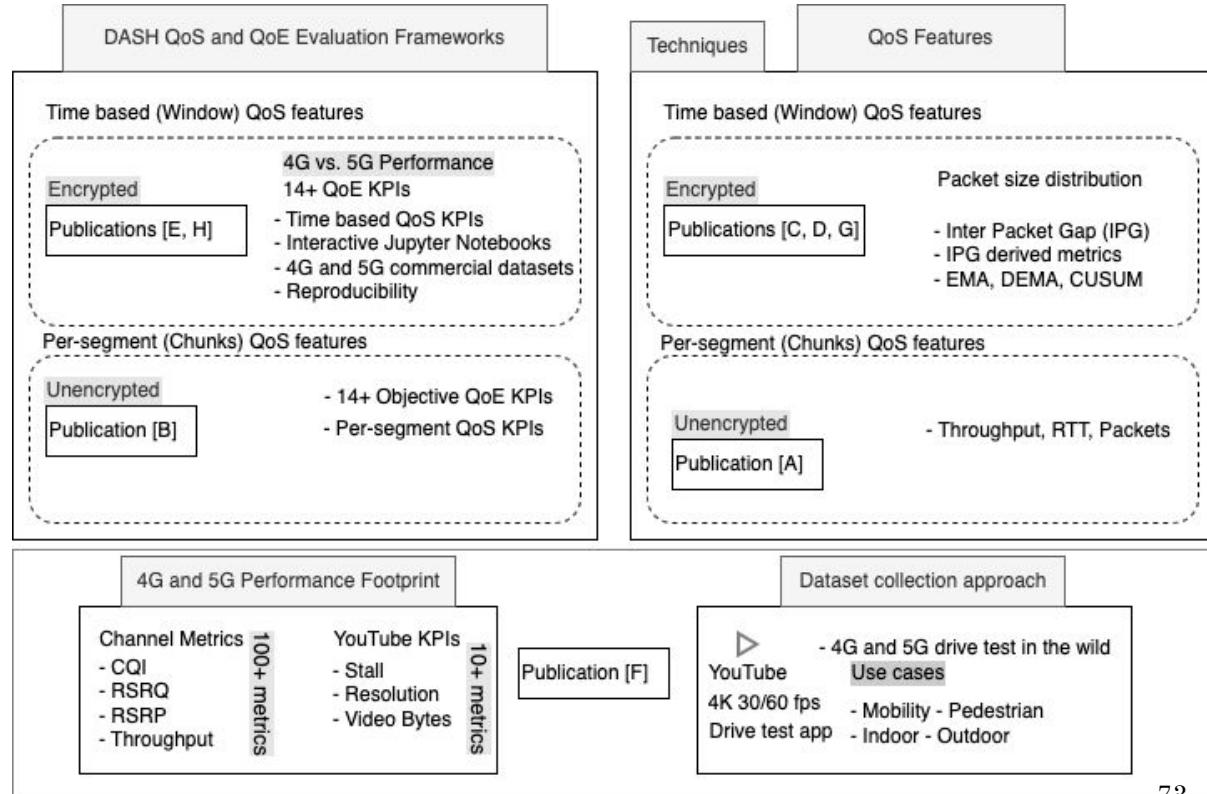 DASH QoS and QoE Evaluation Frameworks
Time based (Window) QoS features
Encrypted
Publications [E, H]
4G vs. 5G Performance
14+ QoE KPIs
- Time based QoS KPIs
- Interactive Jupyter Notebooks
- 4G and 5G commercial datasets
- Reproducibility
Per-segment (Chunks) QoS features
Unencrypted
Publication [B]
- 14+ Objective QoE KPIs
- Per-segment QoS KPIs
Techniques
QoS Features
Time based (Window) QoS features
Encrypted
Publications [C, D, G]
Packet size distribution
- Inter Packet Gap (IPG)
- IPG derived metrics
- EMA, DEMA, CUSUM
Per-segment (Chunks) QoS features
Unencrypted
Publication [A]
- Throughput, RTT, Packets
4G and 5G Performance Footprint
Channel Metrics
- CQI
- RSRQ
- RSRP
- Throughput
100+ metrics
YouTube KPIs
- Stall
- Resolution
- Video Bytes
10+ metrics
Publication [F]
Dataset collection approach
YouTube
4K 30/60 fps
Drive test app
- 4G and 5G drive test in the wild
Use cases
- Mobility - Pedestrian
- Indoor - Outdoor